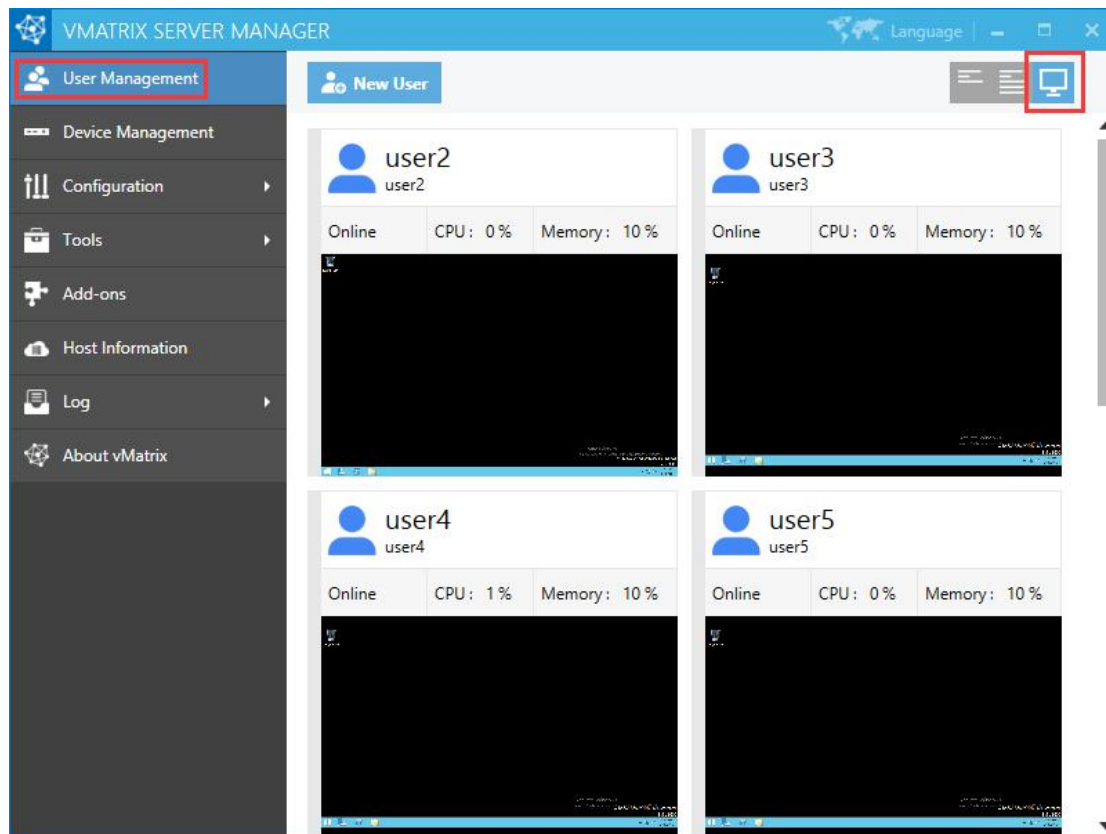 VMATRIX SERVER MANAGER
Language
User Management
New User
Device Management
Configuration
Tools
Add-ons
Host Information
Log
About vMatrix
user2
user2
Online CPU: 0% Memory: 10%
user3
user3
Online CPU: 0% Memory: 10%
user4
user4
Online CPU: 1% Memory: 10%
user5
user5
Online CPU: 0% Memory: 10%